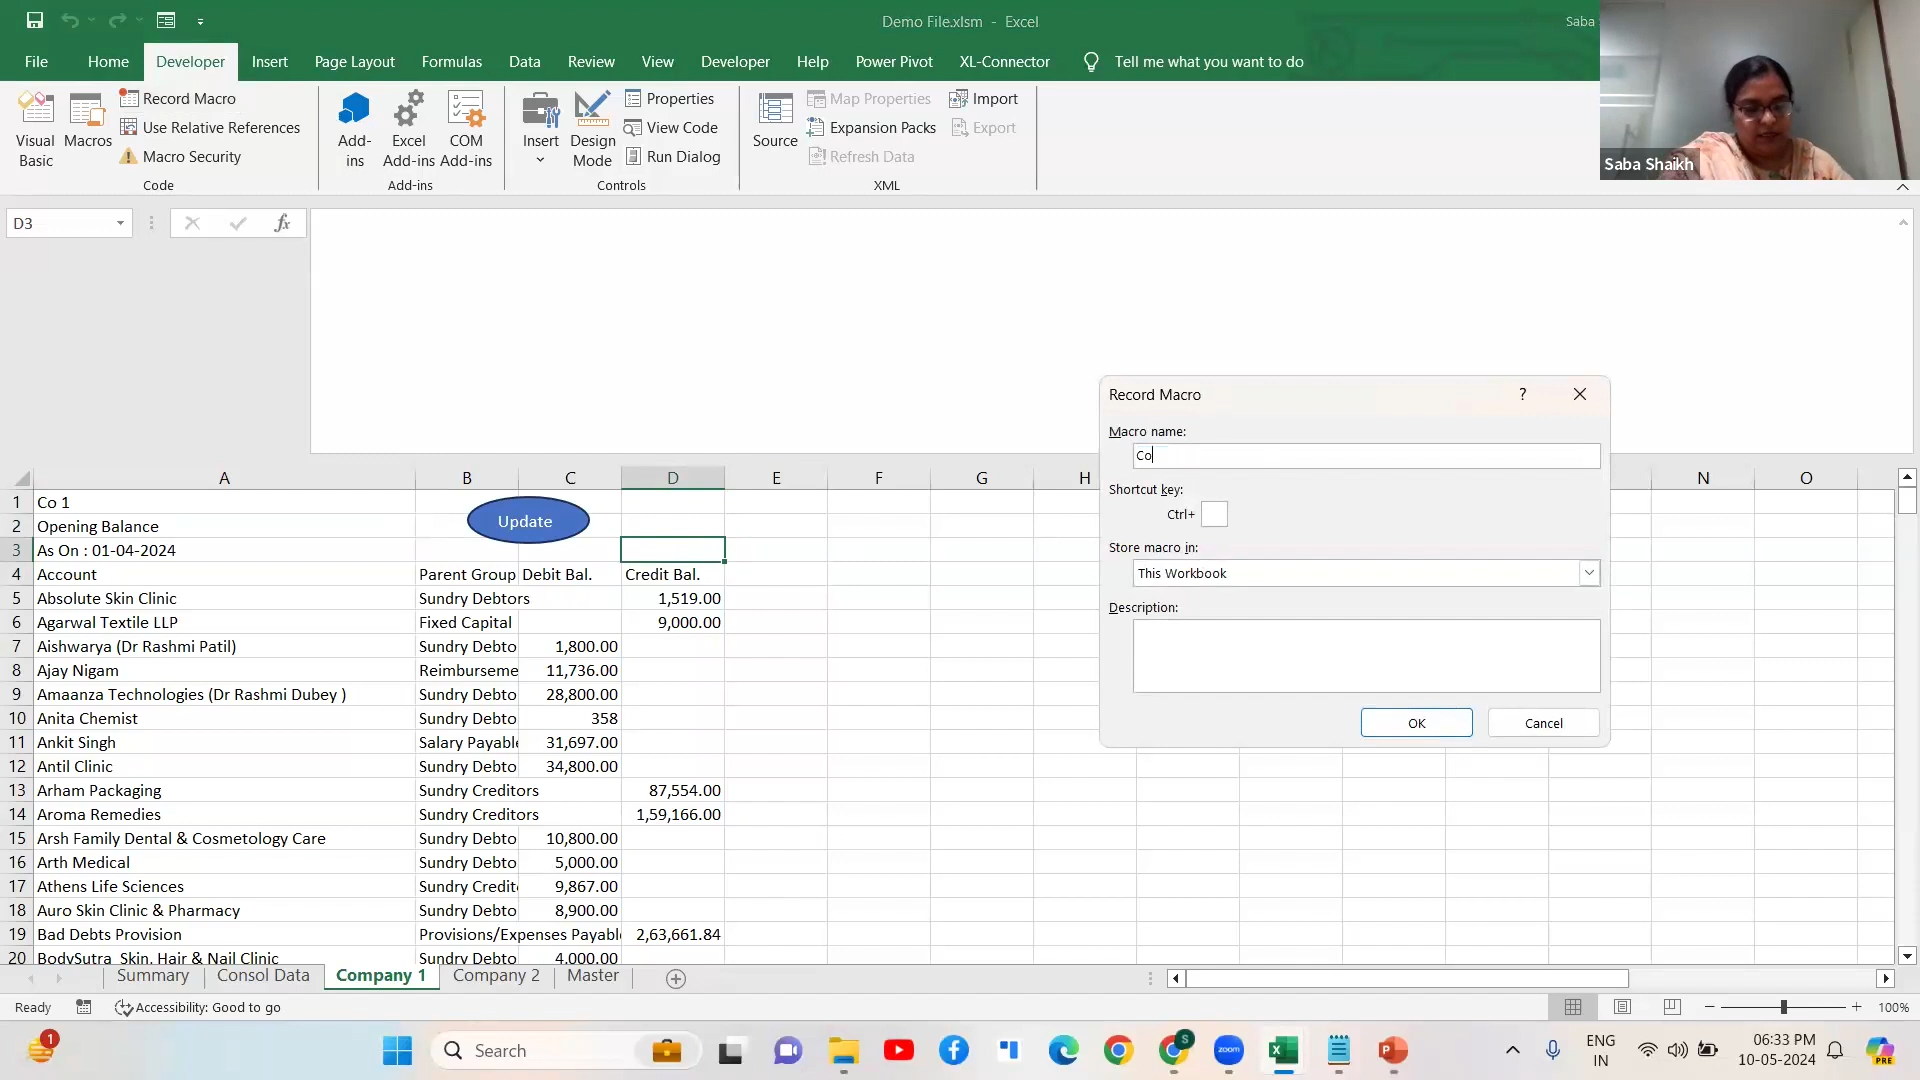 Demo File.xlsm - Excel
Saba
File Home Developer Insert Page Layout Formulas Data Review View Developer Help Power Pivot XL-Connector Tell me what you want to do
Visual Basic
Macros
Record Macro
Use Relative References
Macro Security
Code
Add-ins
Excel Add-ins
COM Add-ins
Add-ins
Insert
Design Mode
Properties
View Code
Run Dialog
Controls
Source
Map Properties
Expansion Packs
Refresh Data
Import
Export
XML
Saba Shaikh
D3
fx
Record Macro ?
Macro name:
Co
Shortcut key:
Ctrl+
Store macro in:
This Workbook
Description:
OK Cancel
A B C D E F G H N O
1 Co 1
Update
2 Opening Balance
3 As On : 01-04-2024
4 Account Parent Group Debit Bal. Credit Bal.
5 Absolute Skin Clinic Sundry Debtors 1,519.00
6 Agarwal Textile LLP Fixed Capital 9,000.00
7 Aishwarya (Dr Rashmi Patil) Sundry Debto 1,800.00
8 Ajay Nigam Reimburseme 11,736.00
9 Amaanza Technologies (Dr Rashmi Dubey ) Sundry Debto 28,800.00
10 Anita Chemist Sundry Debto 358
11 Ankit Singh Salary Payable 31,697.00
12 Antil Clinic Sundry Debto 34,800.00
13 Arham Packaging Sundry Creditors 87,554.00
14 Aroma Remedies Sundry Creditors 1,59,166.00
15 Arsh Family Dental & Cosmetology Care Sundry Debto 10,800.00
16 Arth Medical Sundry Debto 5,000.00
17 Athens Life Sciences Sundry Credit 9,867.00
18 Auro Skin Clinic & Pharmacy Sundry Debto 8,900.00
19 Bad Debts Provision Provisions/Expenses Payabl 2,63,661.84
20 BodySutra Skin, Hair & Nail Clinic Sundry Debto 4,000.00
Summary Consol Data Company 1 Company 2 Master
Ready Accessibility: Good to go 100%
1
Search
S
zoom
ENG
IN
06:33 PM
10-05-2024
PRE